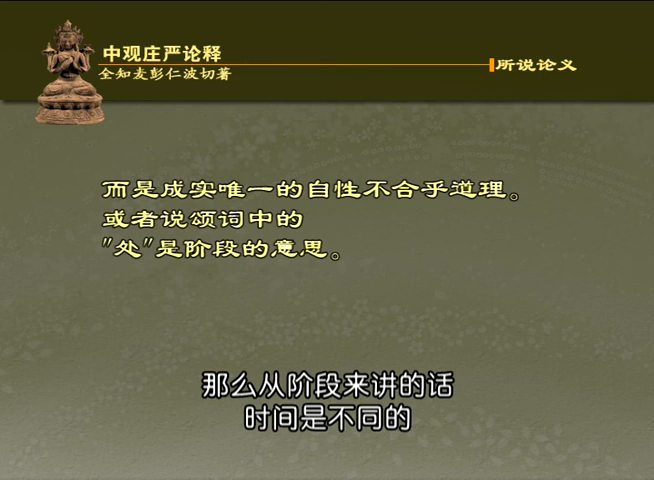 中观庄严论释
全知麦彭仁波切著
所说论义
而是成实唯一的自性不合乎道理。
或者说颂词中的
"处"是阶段的意思。
那么从阶段来讲的话
时间是不同的